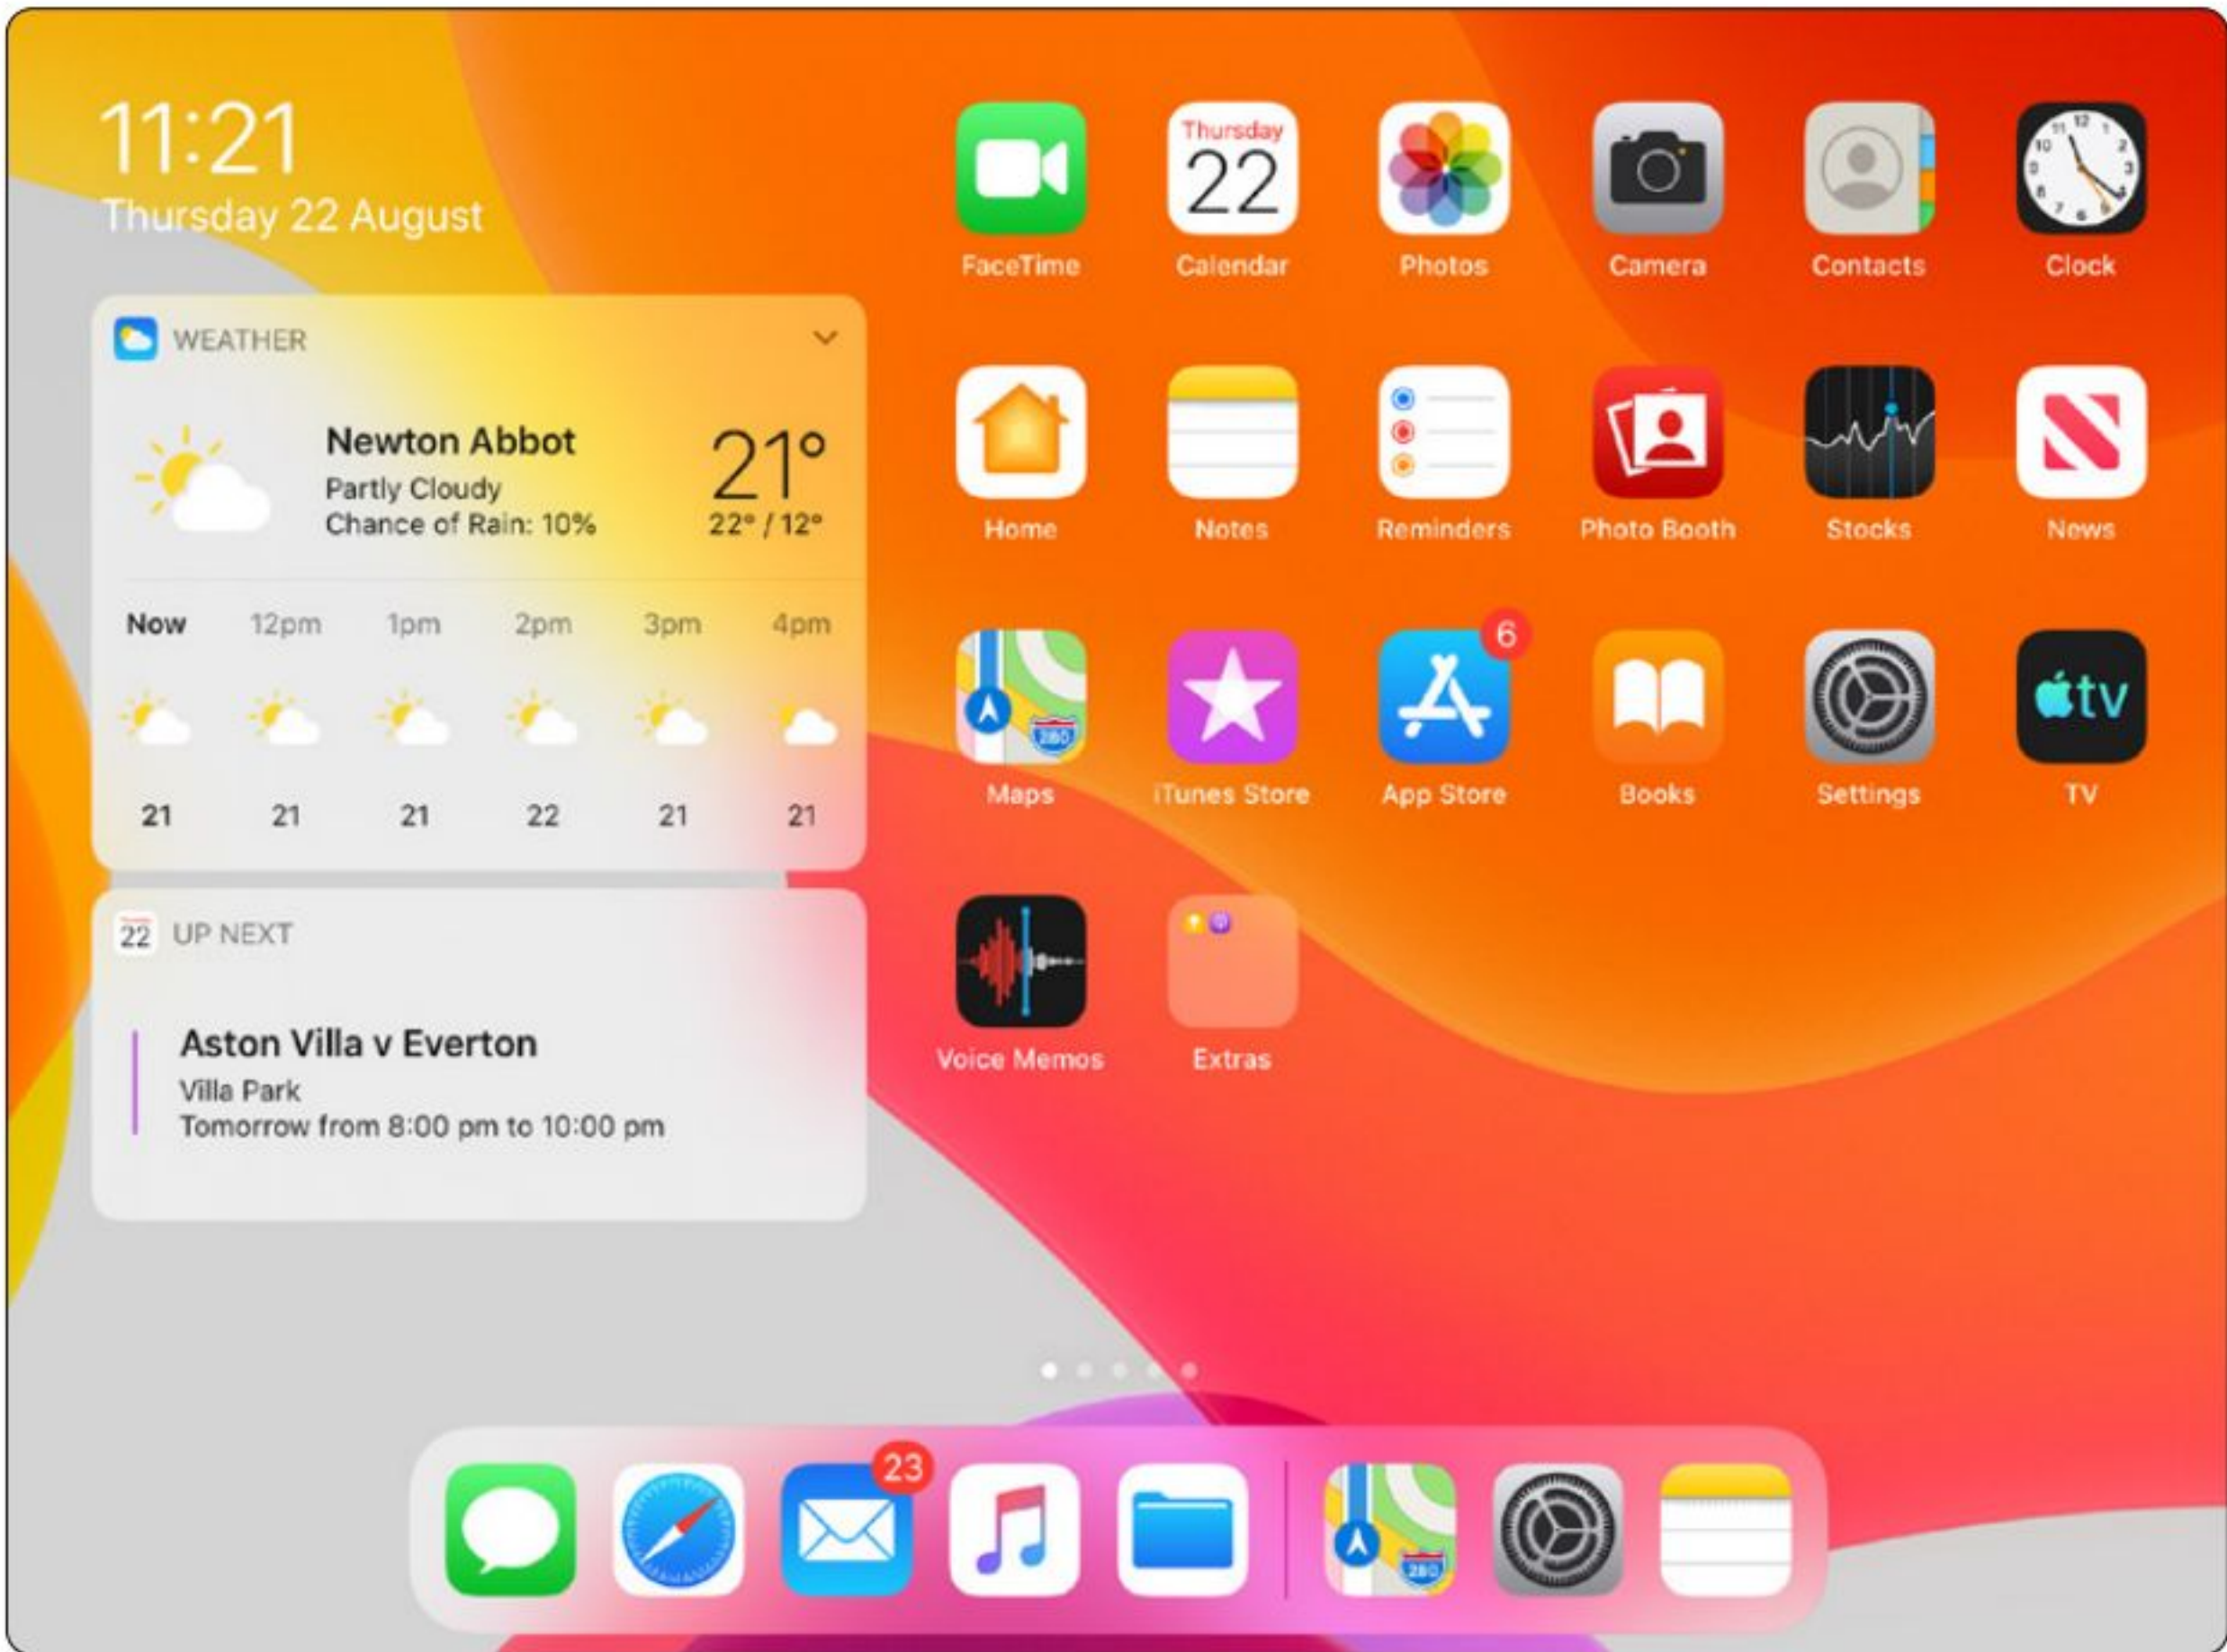 11:21
Thursday 22 August
WEATHER
Newton Abbot
Partly Cloudy
Chance of Rain: 10%
21°
22° / 12°
Now 12pm 1pm 2pm 3pm 4pm
21 21 21 22 21 21
22 UP NEXT
Aston Villa v Everton
Villa Park
Tomorrow from 8:00 pm to 10:00 pm
Thursday
22
FaceTime Calendar Photos Camera Contacts Clock
Home Notes Reminders Photo Booth Stocks News
280
6
tv
Maps iTunes Store App Store Books Settings TV
Voice Memos Extras
23
280